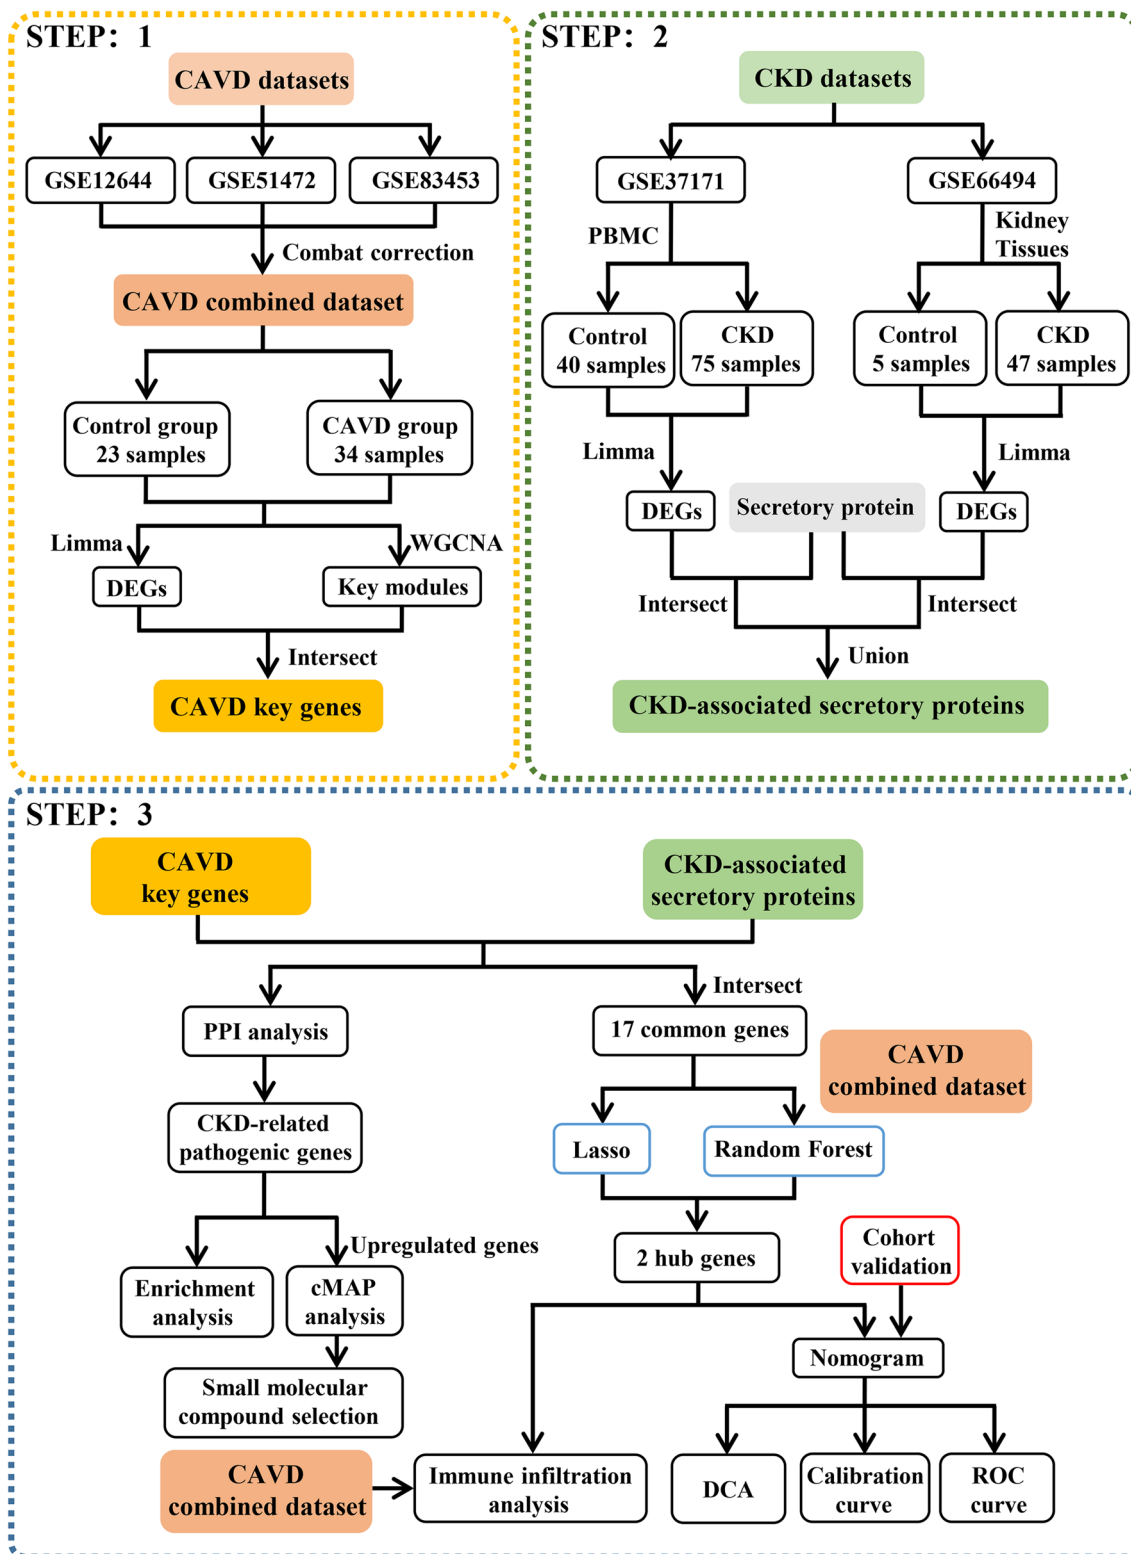 STEP: 1
CAVD datasets
GSE12644
GSE51472
GSE83453
Combat correction
CAVD combined dataset
Control group
23 samples
CAVD group
34 samples
Limma
WGCNA
DEGs
Key modules
Intersect
CAVD key genes
STEP: 2
CKD datasets
GSE37171
GSE66494
PBMC
Kidney
Tissues
Control
40 samples
CKD
75 samples
Control
5 samples
CKD
47 samples
Limma
Limma
DEGs
Secretory protein
DEGs
Intersect
Intersect
Union
CKD-associated secretory proteins
STEP: 3
CAVD
key genes
CKD-associated
secretory proteins
Intersect
PPI analysis
17 common genes
CAVD
combined dataset
CKD-related
pathogenic genes
Lasso
Random Forest
Upregulated genes
2 hub genes
Cohort
validation
Enrichment
analysis
cMAP
analysis
Nomogram
Small molecular
compound selection
CAVD
combined dataset
Immune infiltration
analysis
DCA
Calibration
curve
ROC
curve